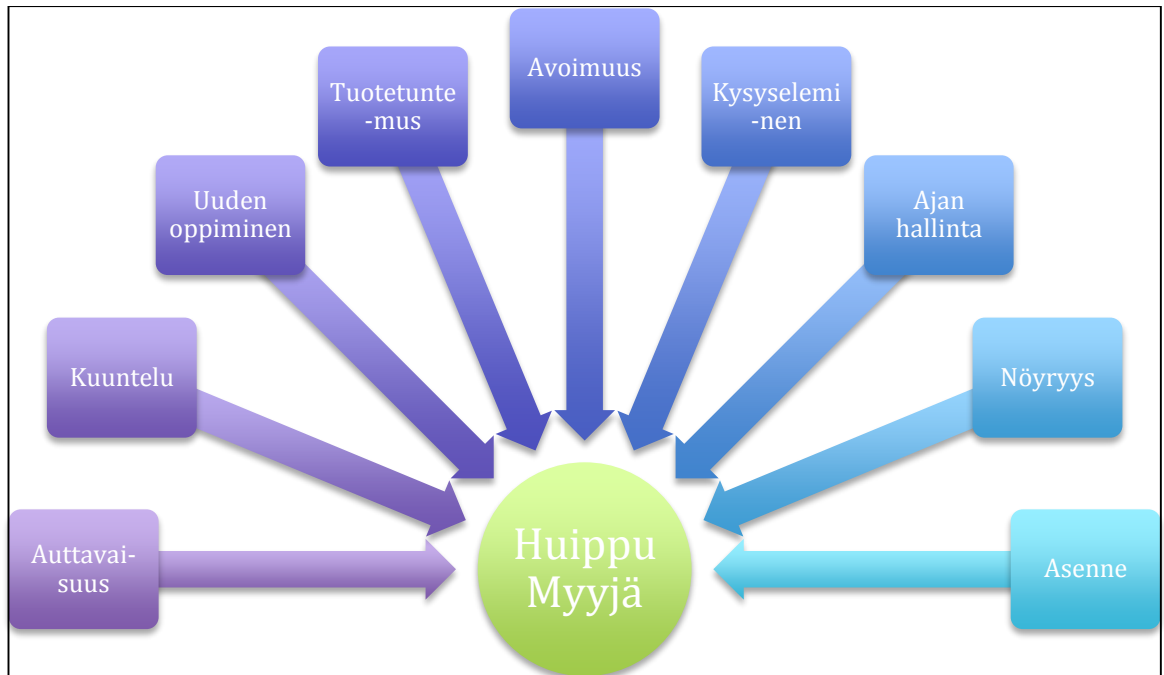 Avoimuus
Tuotetunte
-mus
Kysyselemi
-nen
Uuden
oppiminen
Ajan
hallinta
Kuuntelu
Nöyryys
Auttavai-
suus
Asenne
Huippu
Myyjä